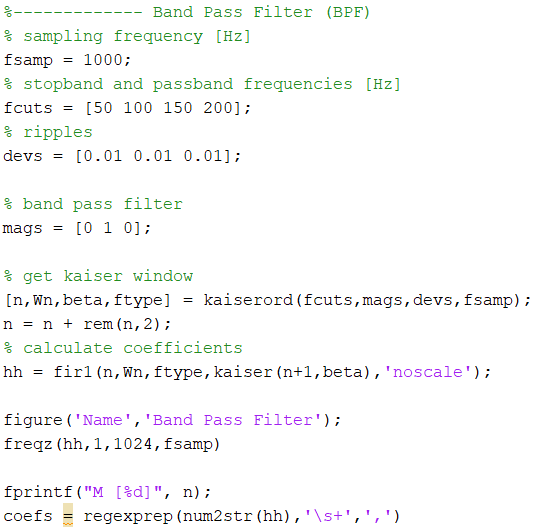 %------------- Band Pass Filter (BPF)
% sampling frequency [Hz]
fsamp = 1000;
% stopband and passband frequencies [Hz]
fcuts = [50 100 150 200];
% ripples
devs = [0.01 0.01 0.01];
% band pass filter
mags = [0 1 0];
% get kaiser window
[n,Wn,beta,ftype] = kaiserord(fcuts,mags,devs,fsamp);
n = n + rem(n,2);
% calculate coefficients
hh = fir1(n,Wn,ftype,kaiser(n+1,beta),'noscale');
figure('Name','Band Pass Filter');
freqz(hh,1,1024,fsamp)
fprintf("M [%d]", n);
coefs = regexprep(num2str(hh),'\s+',',')